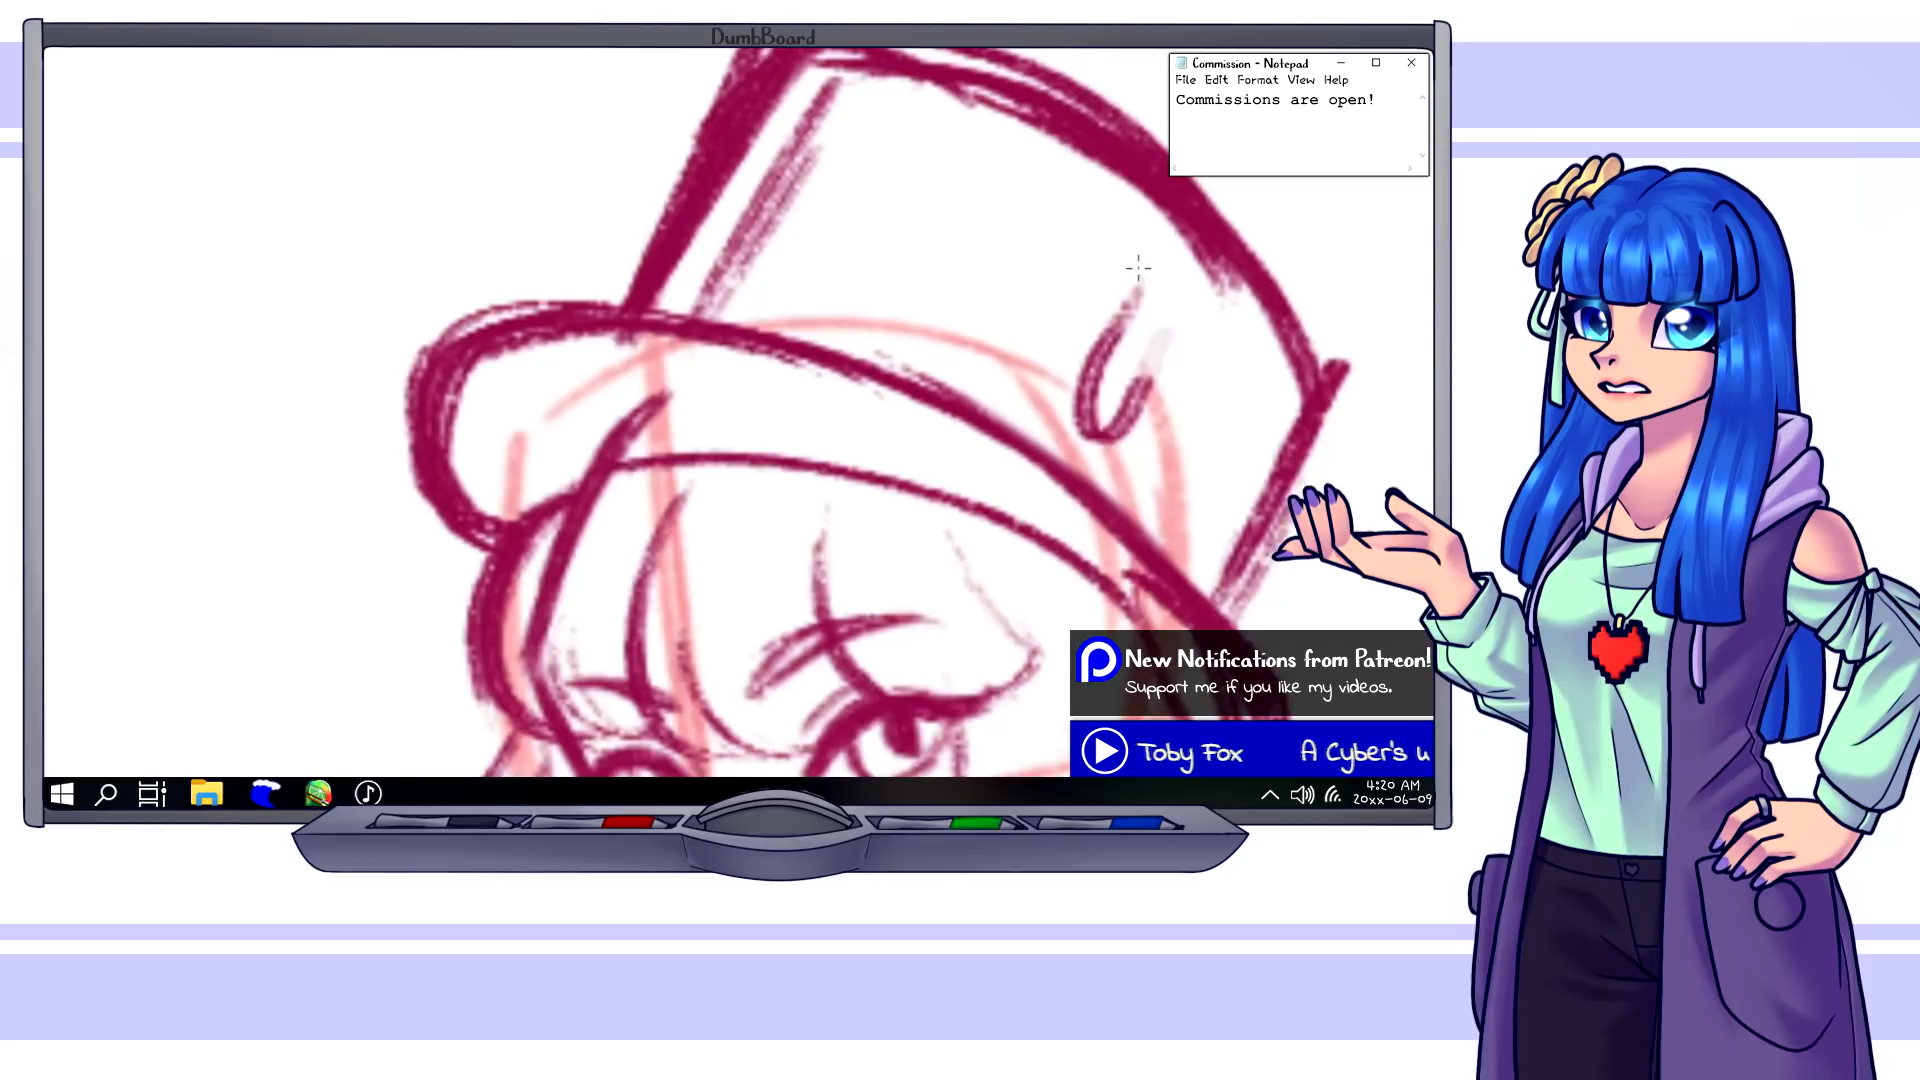 DumbBoard
Commission - Notepad
File Edit Format View Help
Commissions are open!
New Notifications from Patreon!
Support me if you like my videos.
Toby Fox A Cyber's
4:20 AM
20xx-06-09